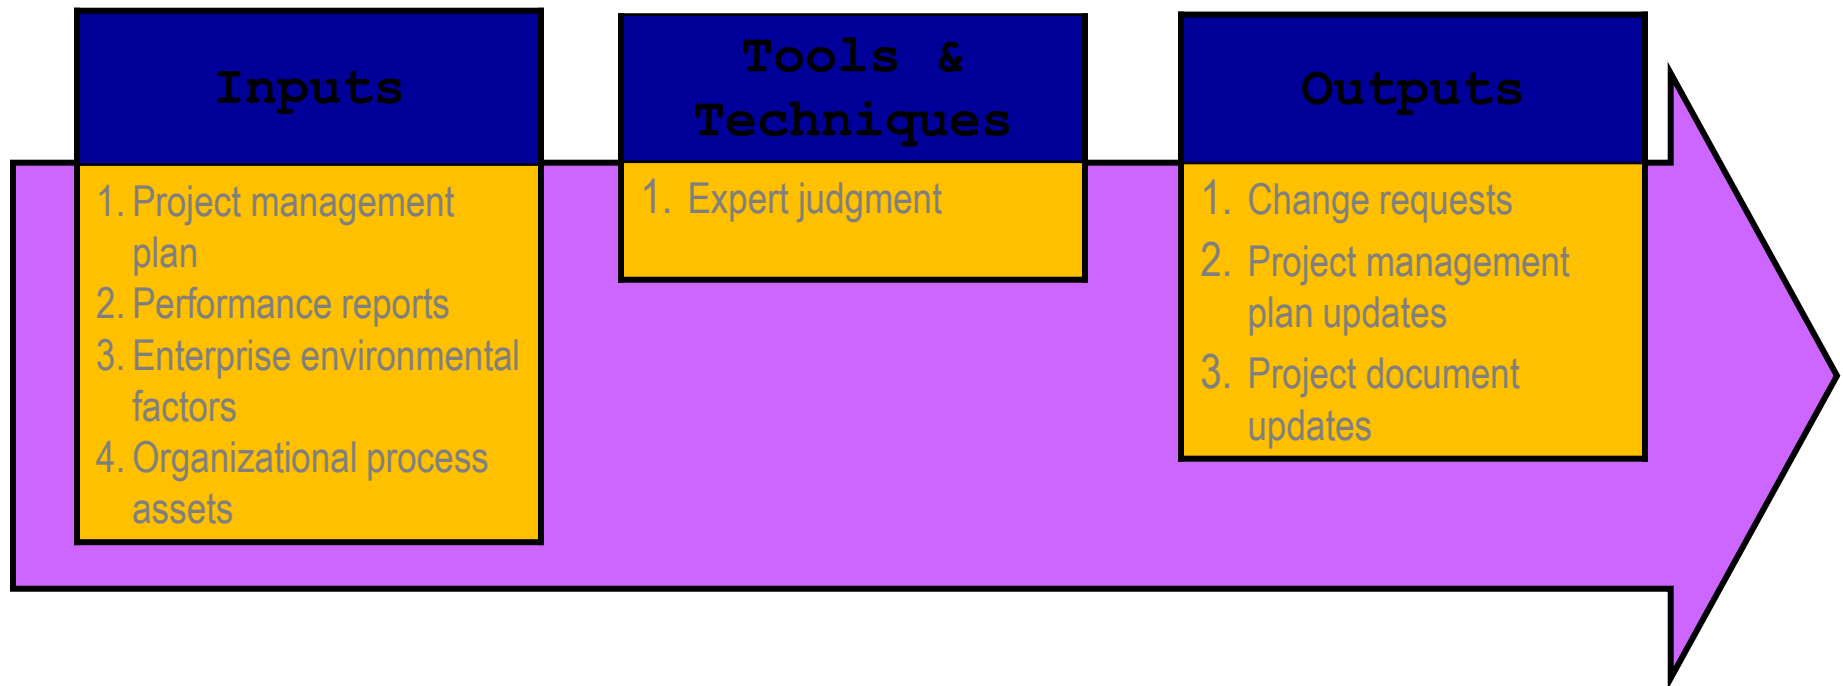 Inputs
1. Project management
plan
2. Performance reports
3. Enterprise environmental
factors
4. Organizational process
assets
Tools &
Techniques
1. Expert judgment
Outputs
1. Change requests
2. Project management
plan updates
3. Project document
updates